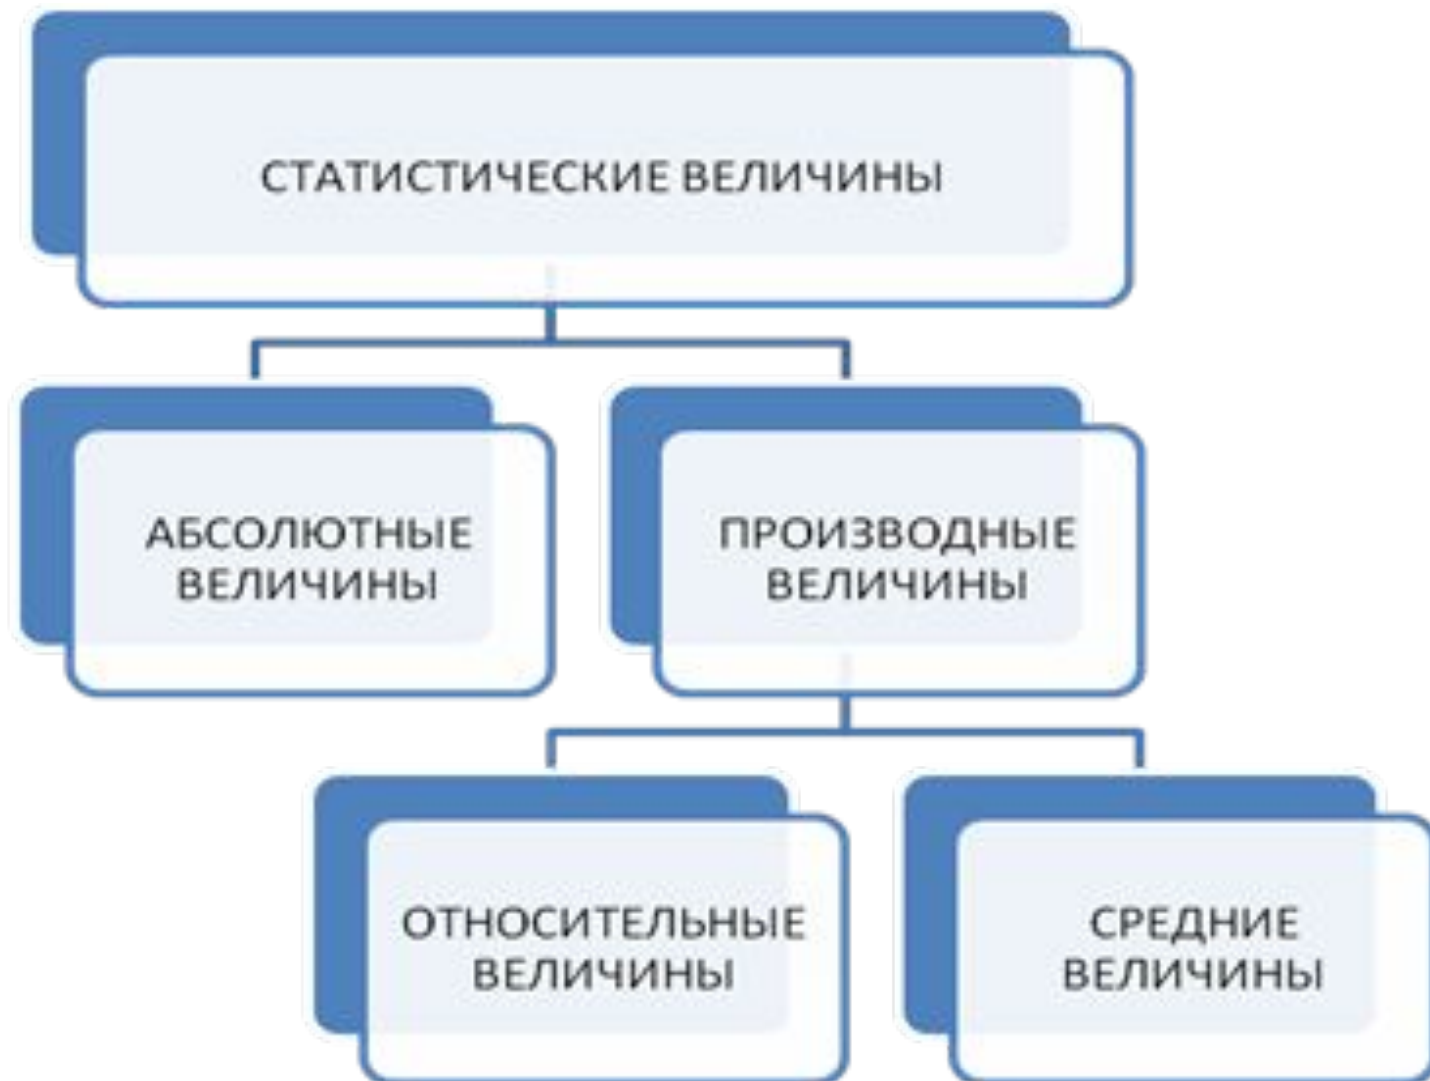 СТАТИСТИЧЕСКИЕ ВЕЛИЧИНЫ
АБСОЛЮТНЫЕ
ВЕЛИЧИНЫ
ПРОИЗВОДНЫЕ
ВЕЛИЧИНЫ
ОТНОСИТЕЛЬНЫЕ
ВЕЛИЧИНЫ
СРЕДНИЕ
ВЕЛИЧИНЫ